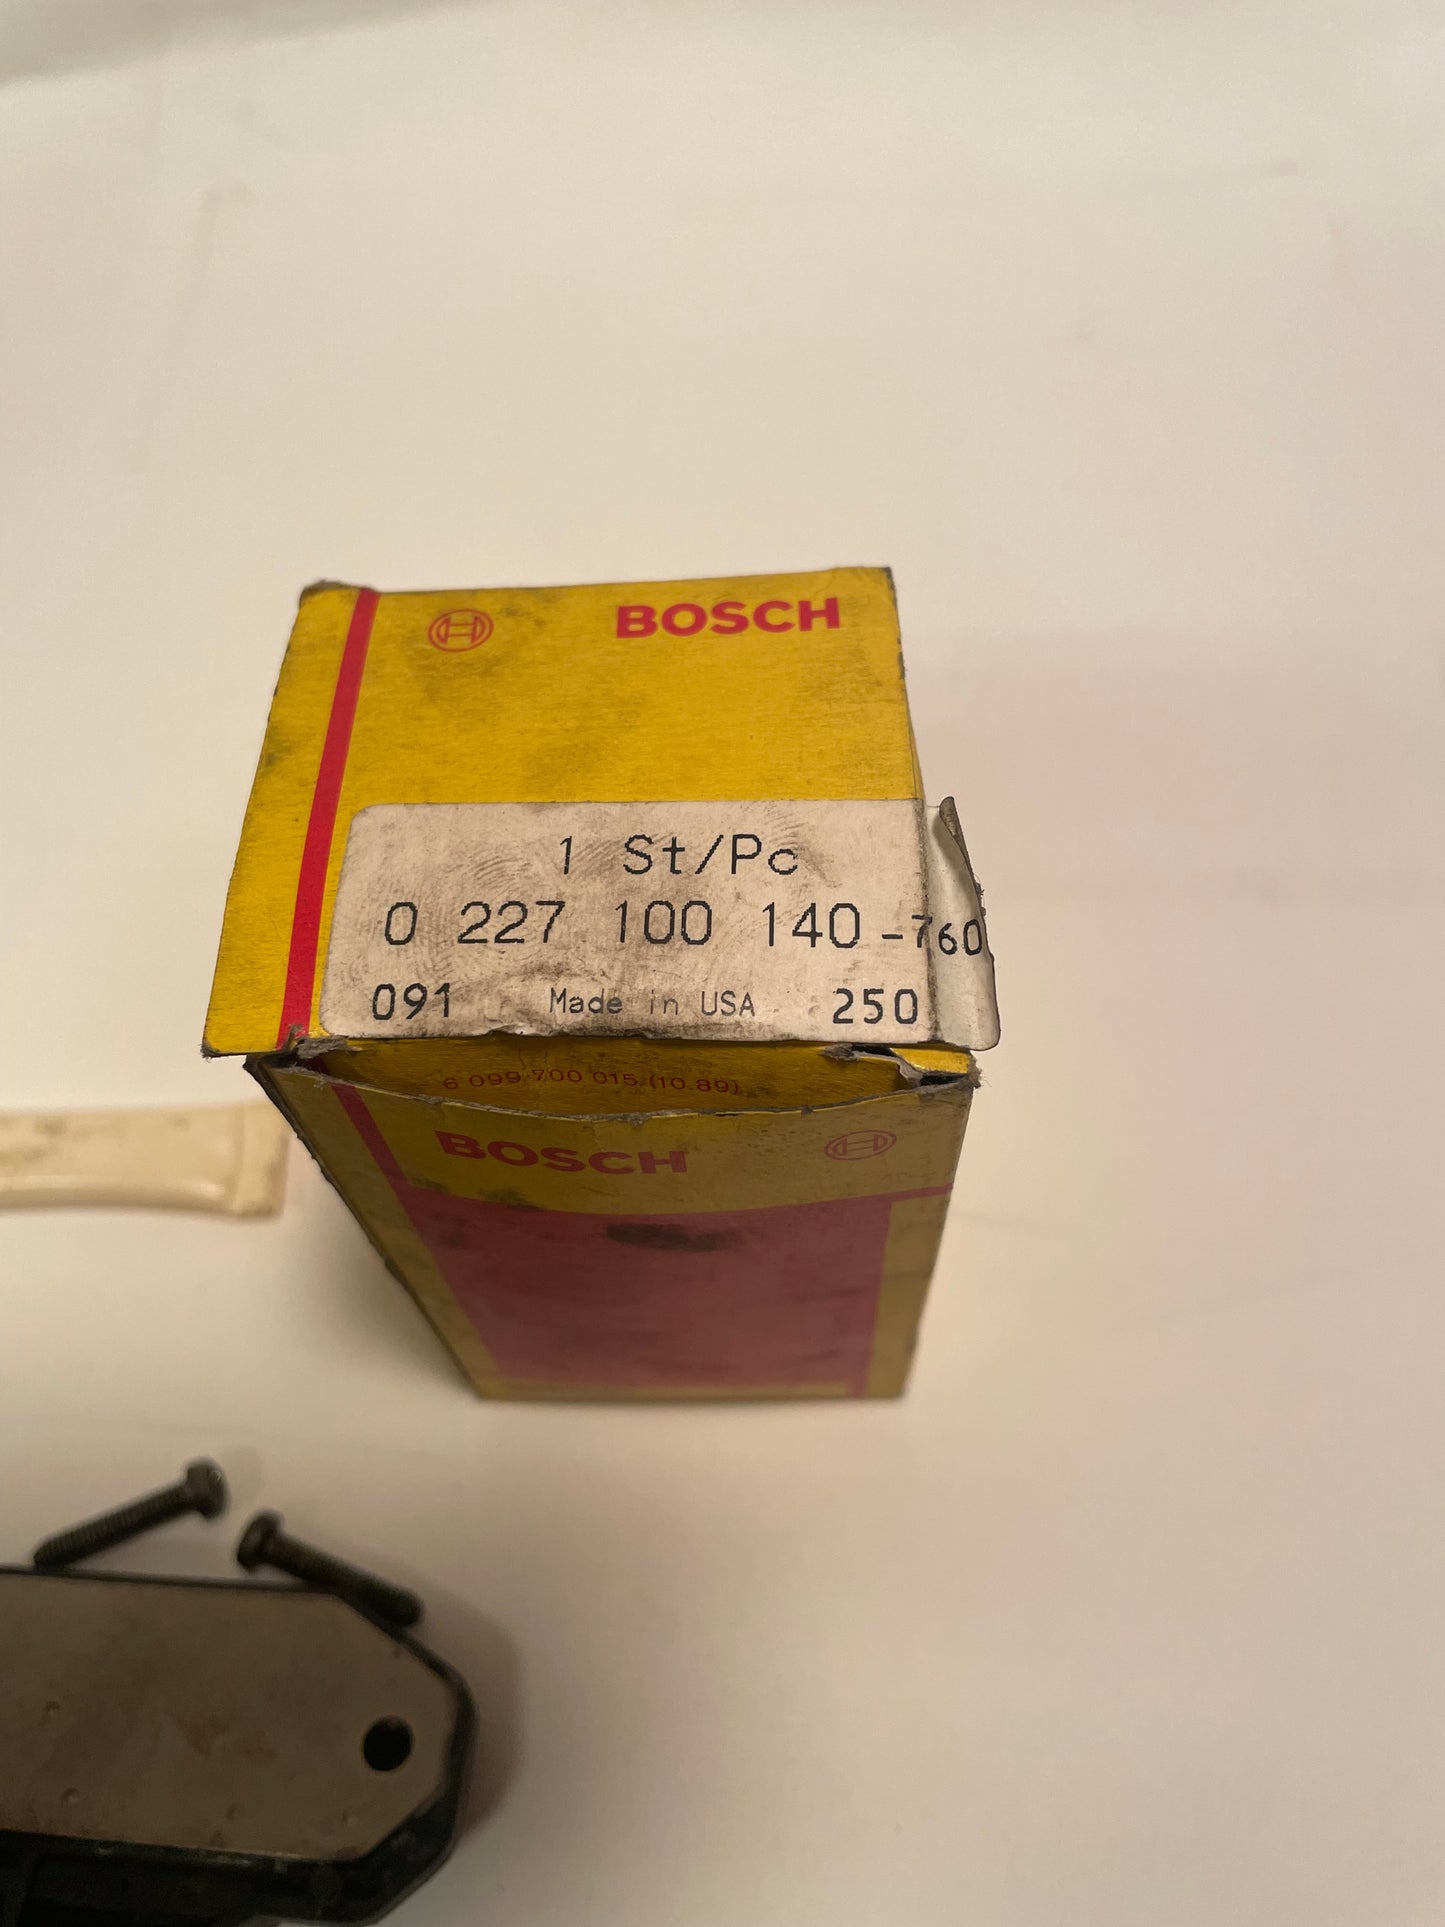 BOSCH
1 St/Pc
0 227 100 140 -760
091 Made in USA 250
6 099 700 015 (10.89)
BOSCH